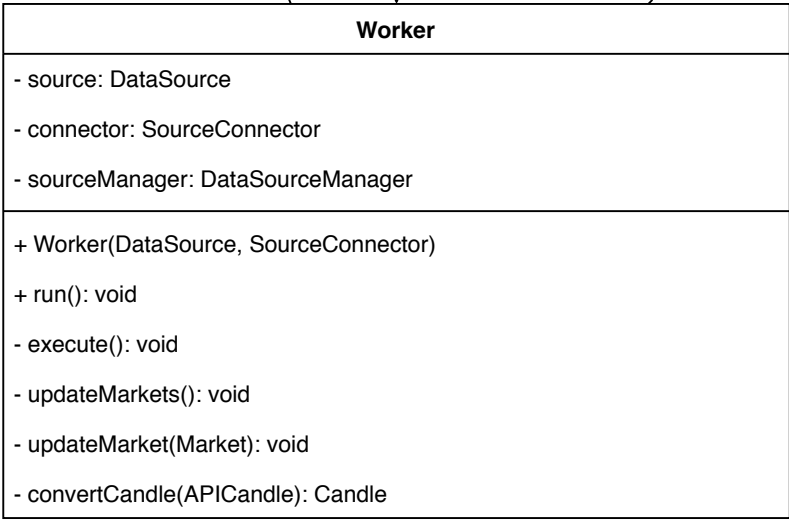 Worker
- source: DataSource
- connector: SourceConnector
- sourceManager: DataSourceManager
+ Worker(DataSource, SourceConnector)
+ run(): void
- execute(): void
- updateMarkets(): void
- updateMarket(Market): void
- convertCandle(APICandle): Candle